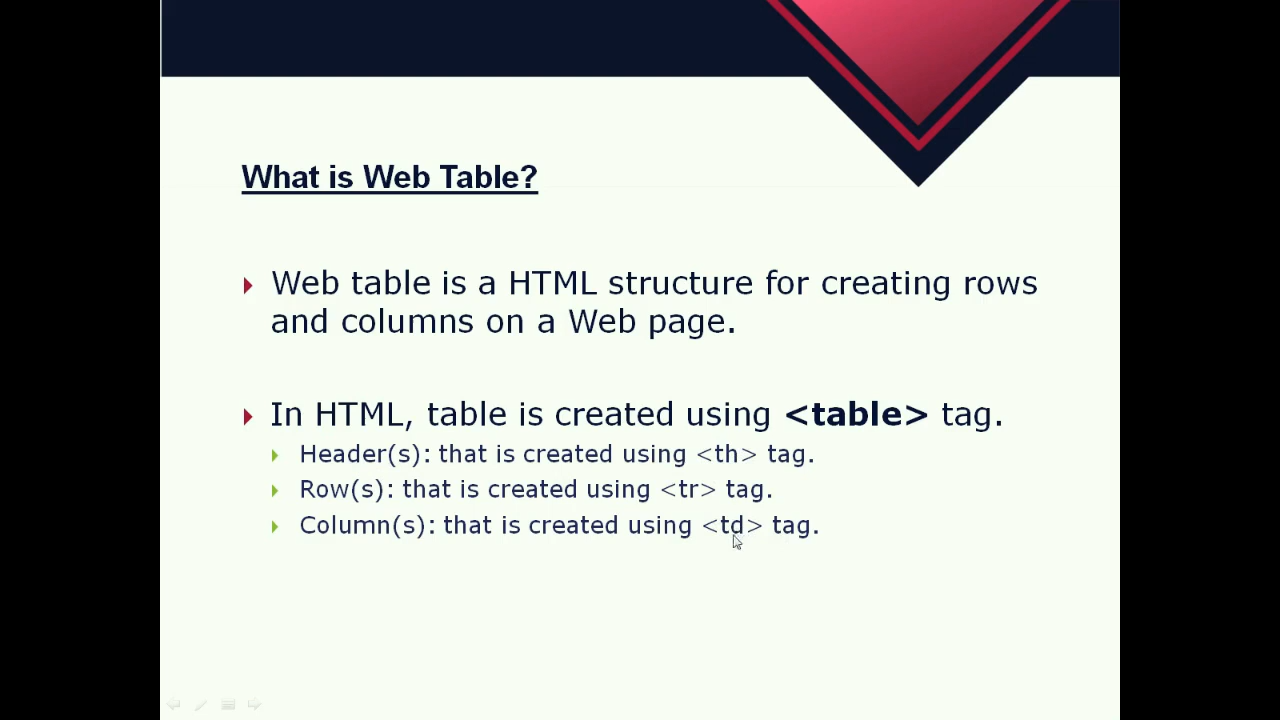 What is Web Table?
Web table is a HTML structure for creating rows
and columns on a Web page.
In HTML, table is created using <table> tag.
Header(s): that is created using <th> tag.
Row(s): that is created using <tr> tag.
Column(s): that is created using <td> tag.